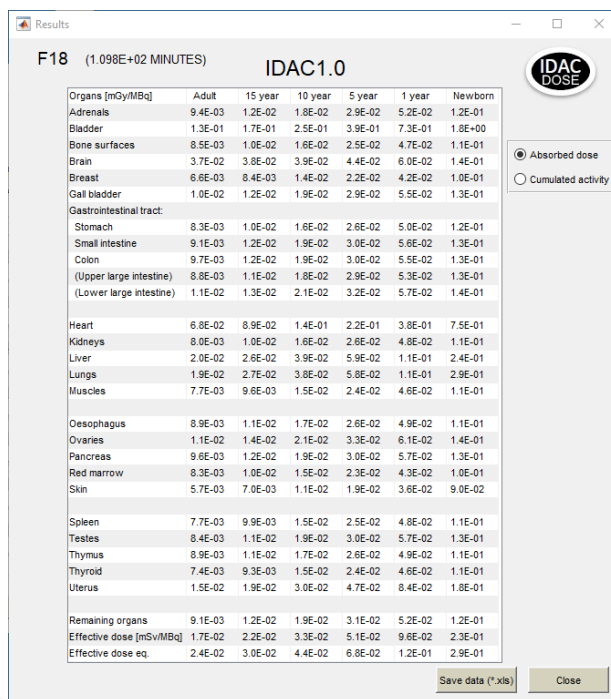 Results
F18 (1.098E+02 MINUTES) IDAC1.0
IDAC
DOSE
Organs [mGy/MBq] Adult 15 year 10 year 5 year 1 year Newborn
Adrenals 9.4E-03 1.2E-02 1.8E-02 2.9E-02 5.2E-02 1.2E-01
Bladder 1.3E-01 1.7E-01 2.5E-01 3.9E-01 7.3E-01 1.8E+00
Bone surfaces 8.5E-03 1.0E-02 1.6E-02 2.5E-02 4.7E-02 1.1E-01
Brain 3.7E-02 3.8E-02 3.9E-02 4.4E-02 6.0E-02 1.4E-01
Breast 6.6E-03 8.4E-03 1.4E-02 2.2E-02 4.2E-02 1.0E-01
Gall bladder 1.0E-02 1.2E-02 1.9E-02 2.9E-02 5.5E-02 1.3E-01
Gastrointestinal tract:
Stomach 8.3E-03 1.0E-02 1.6E-02 2.6E-02 5.0E-02 1.2E-01
Small intestine 9.1E-03 1.2E-02 1.9E-02 3.0E-02 5.6E-02 1.3E-01
Colon 9.7E-03 1.2E-02 1.9E-02 3.0E-02 5.5E-02 1.3E-01
(Upper large intestine) 8.8E-03 1.1E-02 1.8E-02 2.9E-02 5.3E-02 1.3E-01
(Lower large intestine) 1.1E-02 1.3E-02 2.1E-02 3.2E-02 5.7E-02 1.4E-01
Heart 6.8E-02 8.9E-02 1.4E-01 2.2E-01 3.8E-01 7.5E-01
Kidneys 8.0E-03 1.0E-02 1.6E-02 2.6E-02 4.8E-02 1.1E-01
Liver 2.0E-02 2.6E-02 3.9E-02 5.9E-02 1.1E-01 2.4E-01
Lungs 1.9E-02 2.7E-02 3.8E-02 5.8E-02 1.1E-01 2.9E-01
Muscles 7.7E-03 9.6E-03 1.5E-02 2.4E-02 4.6E-02 1.1E-01
Oesophagus 8.9E-03 1.1E-02 1.7E-02 2.6E-02 4.9E-02 1.1E-01
Ovaries 1.1E-02 1.4E-02 2.1E-02 3.3E-02 6.1E-02 1.4E-01
Pancreas 9.6E-03 1.2E-02 1.9E-02 3.0E-02 5.7E-02 1.3E-01
Red marrow 8.3E-03 1.0E-02 1.5E-02 2.3E-02 4.3E-02 1.0E-01
Skin 5.7E-03 7.0E-03 1.1E-02 1.9E-02 3.6E-02 9.0E-02
Spleen 7.7E-03 9.9E-03 1.5E-02 2.5E-02 4.8E-02 1.1E-01
Testes 8.4E-03 1.1E-02 1.9E-02 3.0E-02 5.7E-02 1.3E-01
Thymus 8.9E-03 1.1E-02 1.7E-02 2.6E-02 4.9E-02 1.1E-01
Thyroid 7.4E-03 9.3E-03 1.5E-02 2.4E-02 4.6E-02 1.1E-01
Uterus 1.5E-02 1.9E-02 3.0E-02 4.7E-02 8.4E-02 1.8E-01
Remaining organs 9.1E-03 1.2E-02 1.9E-02 3.1E-02 5.2E-02 1.2E-01
Effective dose [mSv/MBq] 1.7E-02 2.2E-02 3.3E-02 5.1E-02 9.6E-02 2.3E-01
Effective dose eq. 2.4E-02 3.0E-02 4.4E-02 6.8E-02 1.2E-01 2.9E-01
Absorbed dose
Cumulated activity
Save data (*.xls) Close